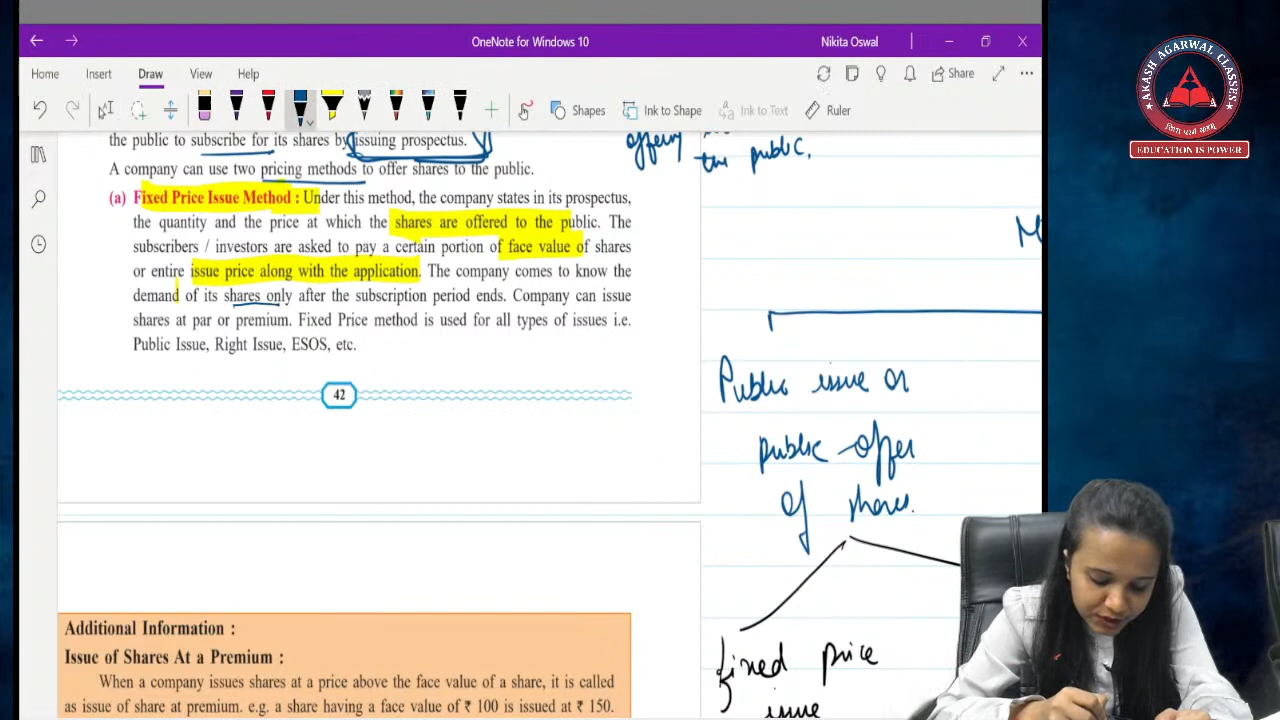 OneNote for Windows 10
Nikita Oswal
Home Insert Draw View Help
Share
Shapes
Ink to Shape
Ink to Text
Ruler
the public to subscribe for its shares by issuing prospectus.
A company can use two pricing methods to offer shares to the public.
(a) Fixed Price Issue Method : Under this method, the company states in its prospectus,
the quantity and the price at which the shares are offered to the public. The
subscribers / investors are asked to pay a certain portion of face value of shares
or entire issue price along with the application. The company comes to know the
demand of its shares only after the subscription period ends. Company can issue
shares at par or premium. Fixed Price method is used for all types of issues i.e.
Public Issue, Right Issue, ESOS, etc.
42
Additional Information :
Issue of Shares At a Premium :
When a company issues shares at a price above the face value of a share, it is called
as issue of share at premium. e.g. a share having a face value of ₹ 100 is issued at ₹ 150.
offering
the public.
Public issue or
public offer
of shares.
fixed price
issue
AKASH AGARWAL CLASSES
EDUCATION IS POWER